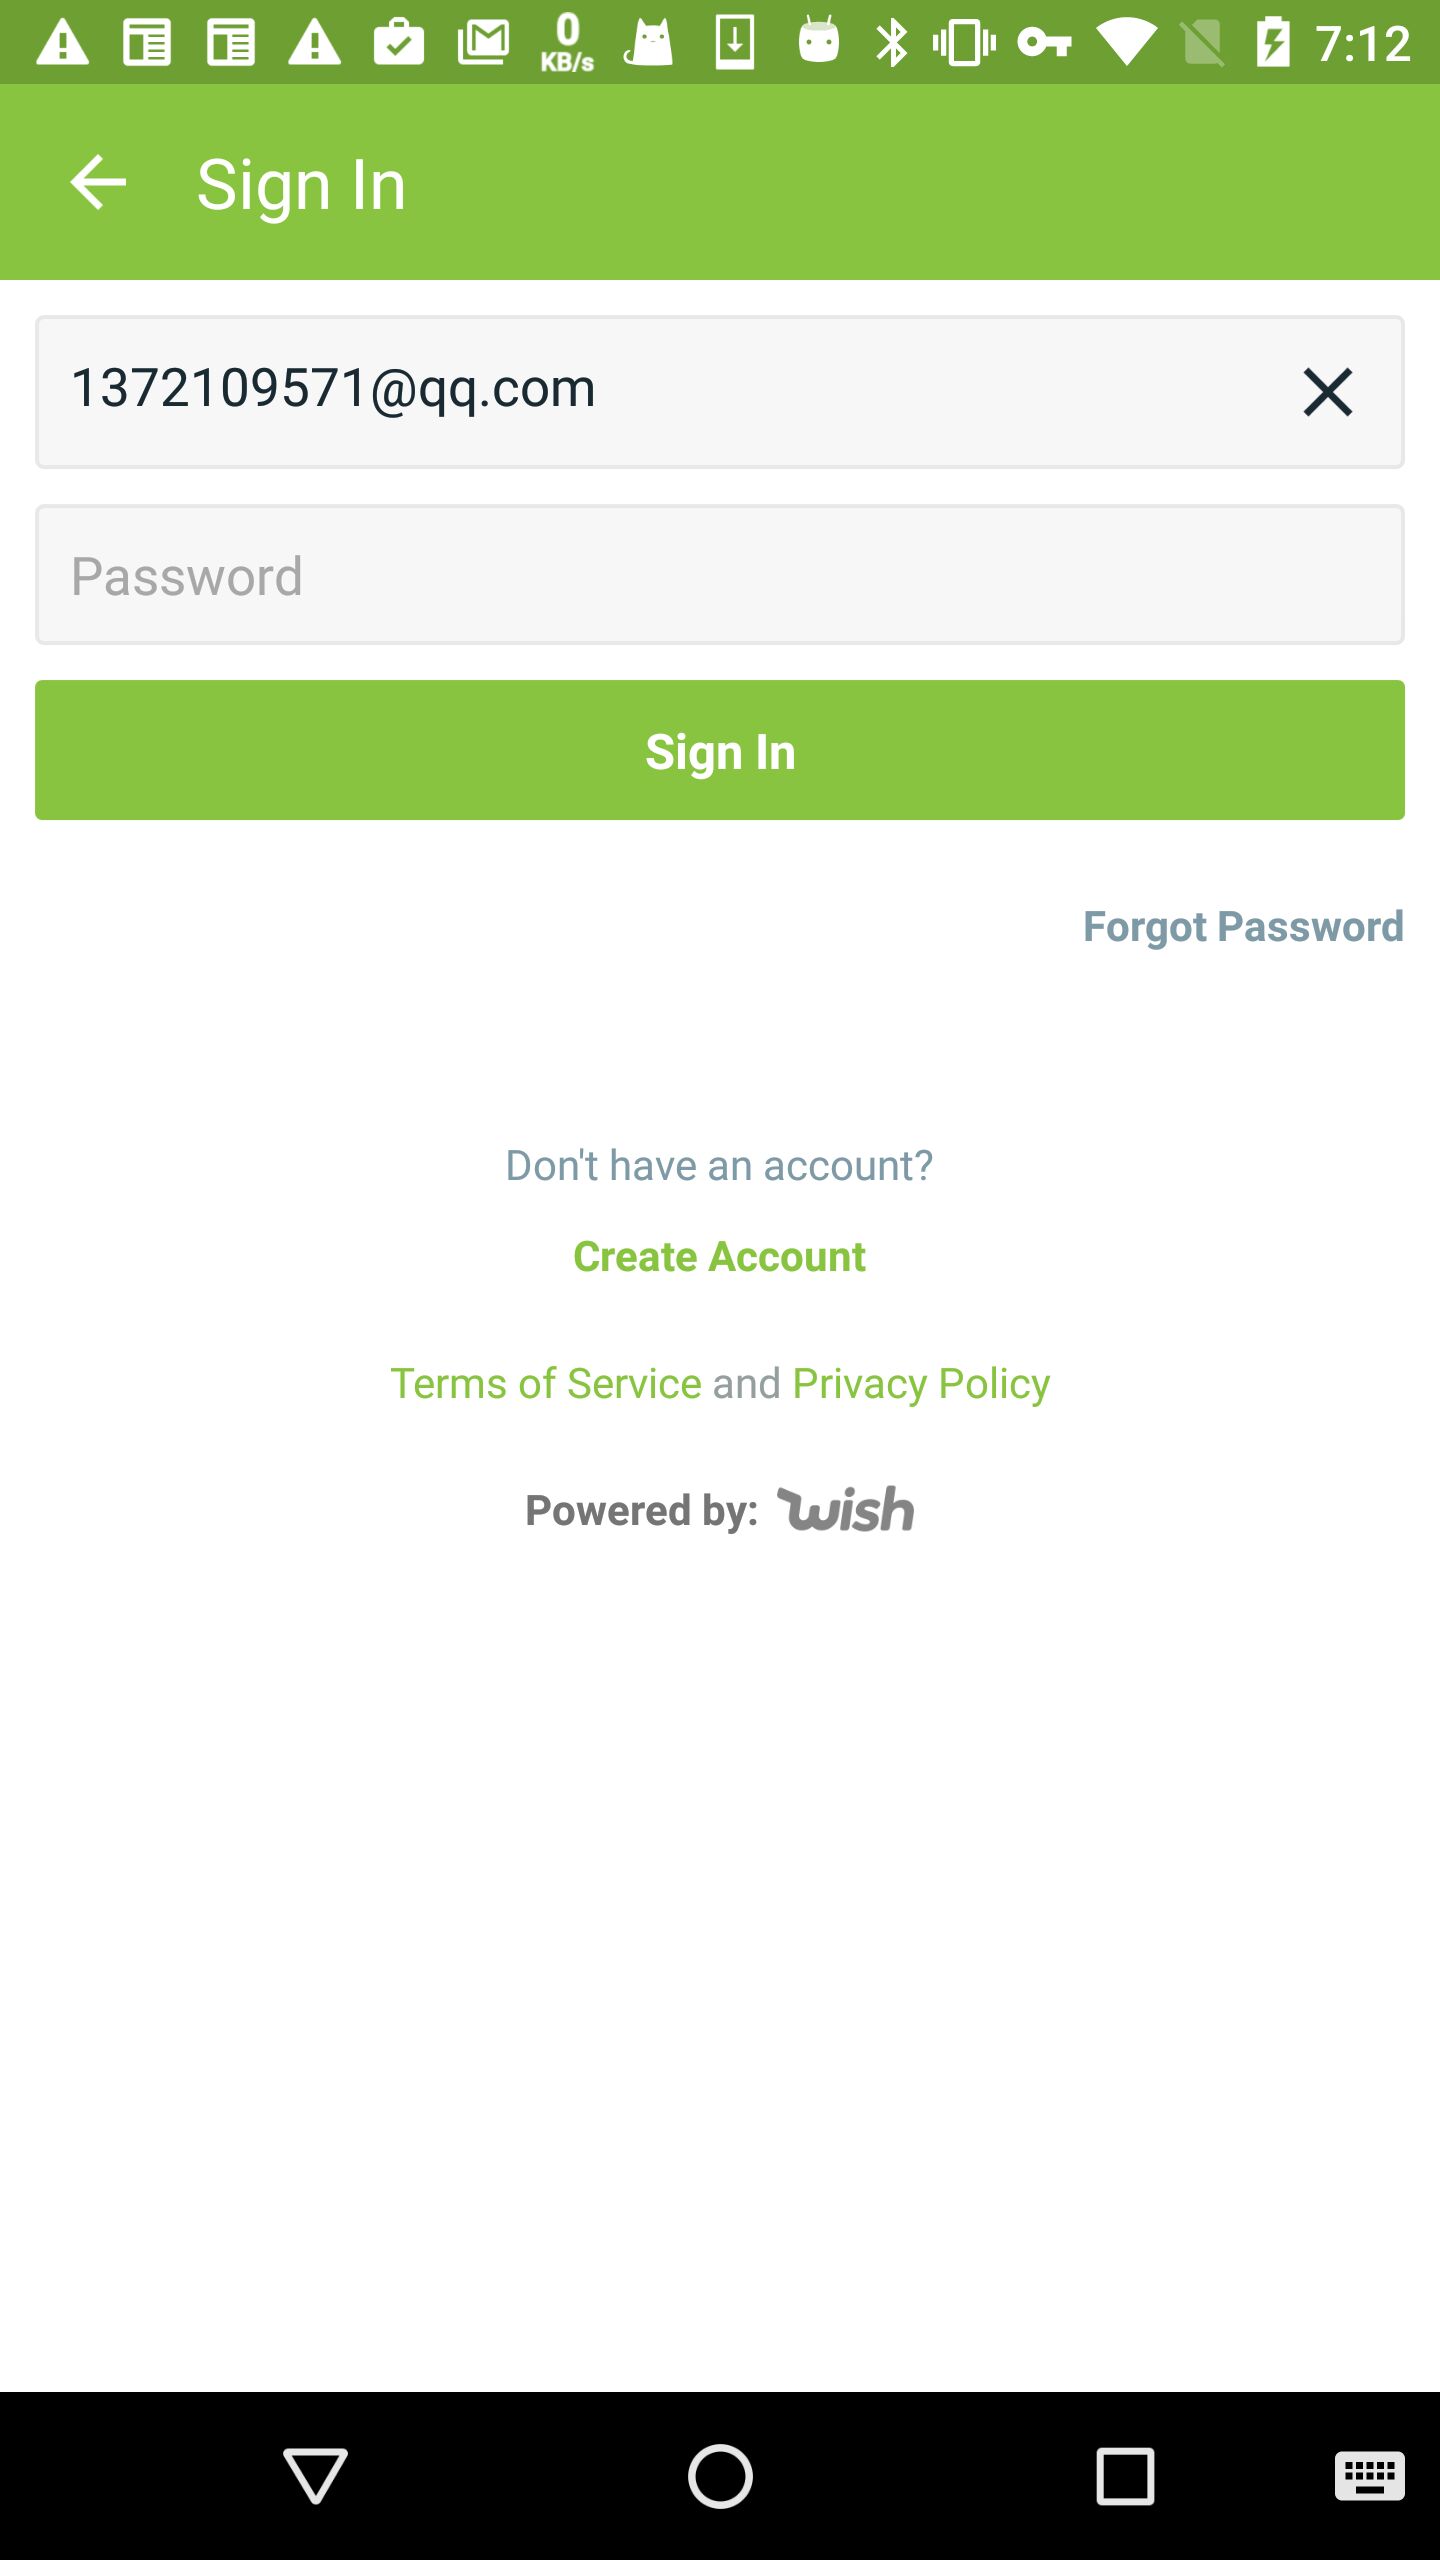 0
KB/s
7:12
Sign In
1372109571@qq.com
Password
Sign In
Forgot Password
Don't have an account?
Create Account
Terms of Service and Privacy Policy
Powered by: wish